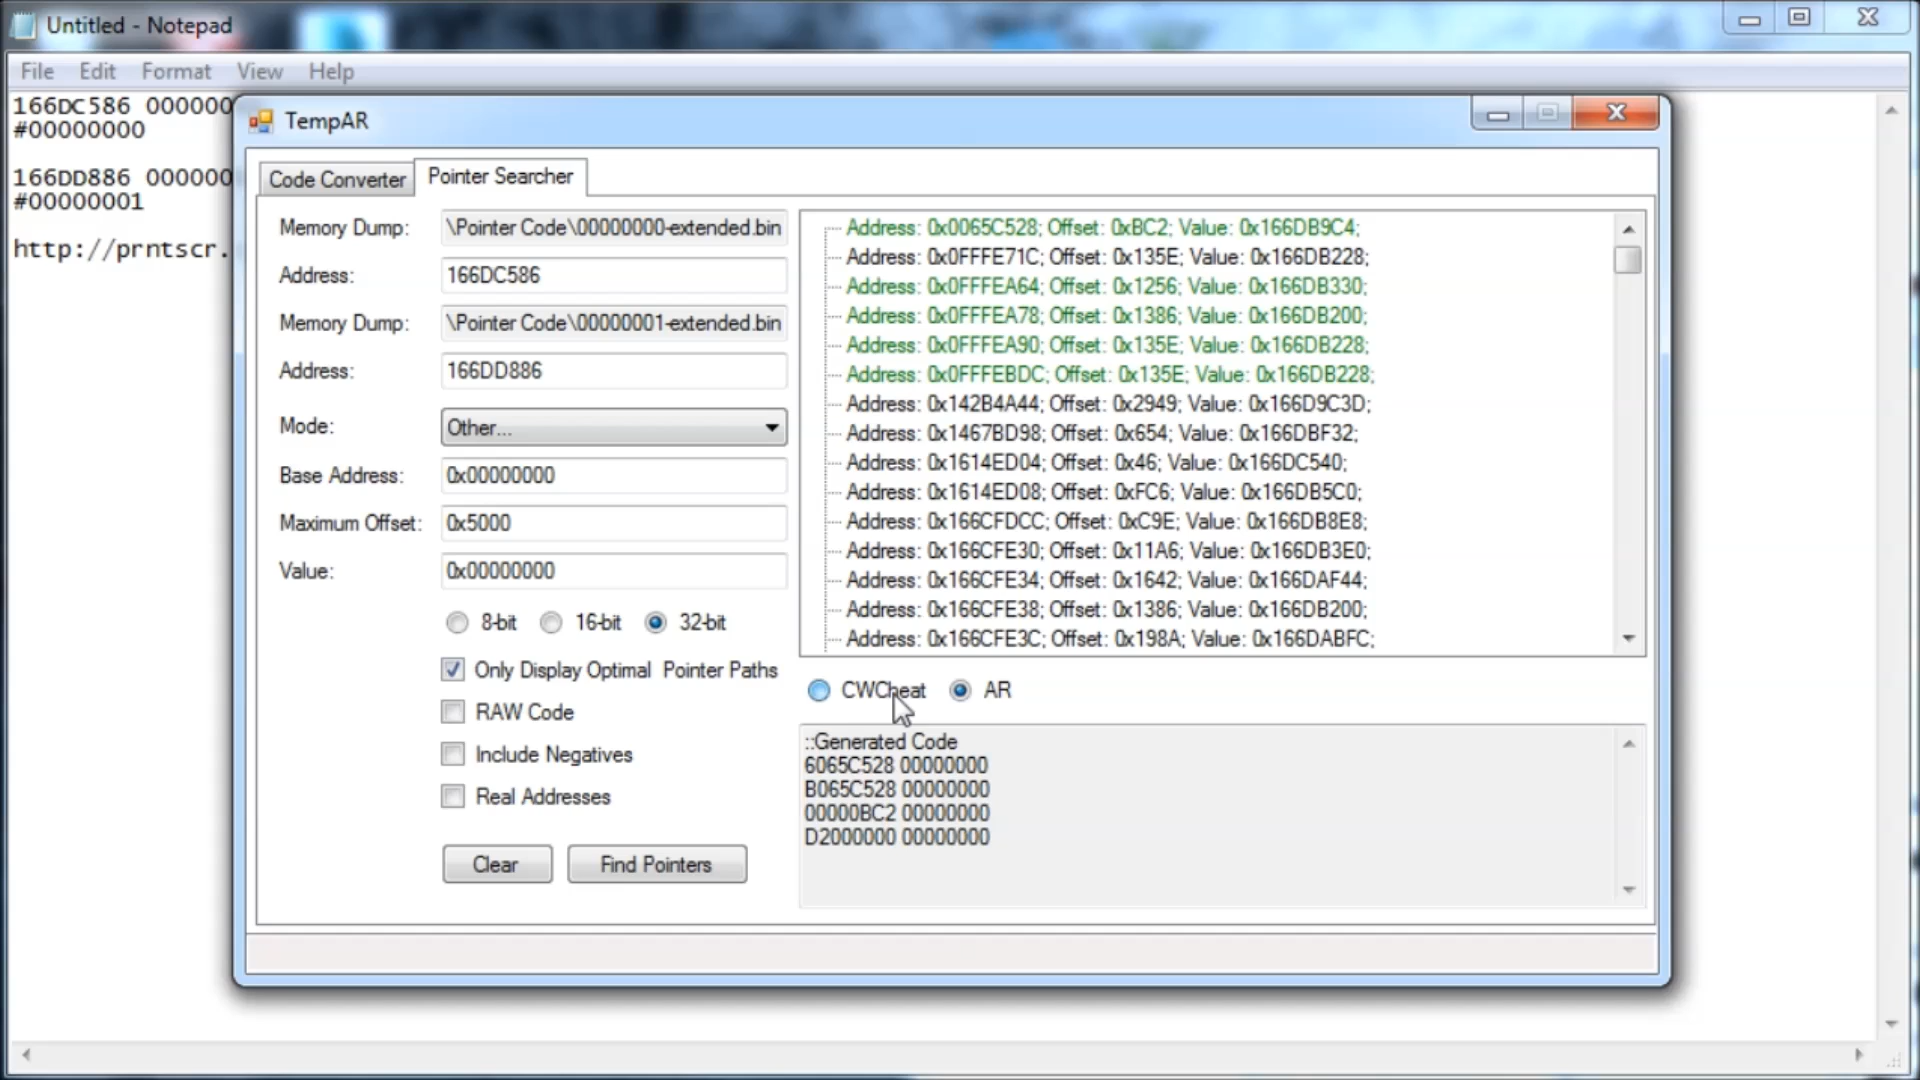 Untitled - Notepad
File Edit Format View Help
166DC586 000000
#00000000
166DD886 000000
#00000001
http://prntscr.
TempAR
Code Converter
Pointer Searcher
Memory Dump: \Pointer Code\00000000-extended.bin
Address: 166DC586
Memory Dump: \Pointer Code\00000001-extended.bin
Address: 166DD886
Mode: Other...
Base Address: 0x00000000
Maximum Offset: 0x5000
Value: 0x00000000
8-bit 16-bit 32-bit
Only Display Optimal Pointer Paths
RAW Code
Include Negatives
Real Addresses
Clear
Find Pointers
Address: 0x0065C528; Offset: 0xBC2; Value: 0x166DB9C4;
Address: 0x0FFFE71C; Offset: 0x135E; Value: 0x166DB228;
Address: 0x0FFFEA64; Offset: 0x1256; Value: 0x166DB330;
Address: 0x0FFFEA78; Offset: 0x1386; Value: 0x166DB200;
Address: 0x0FFFEA90; Offset: 0x135E; Value: 0x166DB228;
Address: 0x0FFFEBDC; Offset: 0x135E; Value: 0x166DB228;
Address: 0x142B4A44; Offset: 0x2949; Value: 0x166D9C3D;
Address: 0x1467BD98; Offset: 0x654; Value: 0x166DBF32;
Address: 0x1614ED04; Offset: 0x46; Value: 0x166DC540;
Address: 0x1614ED08; Offset: 0xFC6; Value: 0x166DB5C0;
Address: 0x166CFDCC; Offset: 0xC9E; Value: 0x166DB8E8;
Address: 0x166CFE30; Offset: 0x11A6; Value: 0x166DB3E0;
Address: 0x166CFE34; Offset: 0x1642; Value: 0x166DAF44;
Address: 0x166CFE38; Offset: 0x1386; Value: 0x166DB200;
Address: 0x166CFE3C; Offset: 0x198A; Value: 0x166DABFC;
CWCheat AR
::Generated Code
6065C528 00000000
B065C528 00000000
00000BC2 00000000
D2000000 00000000